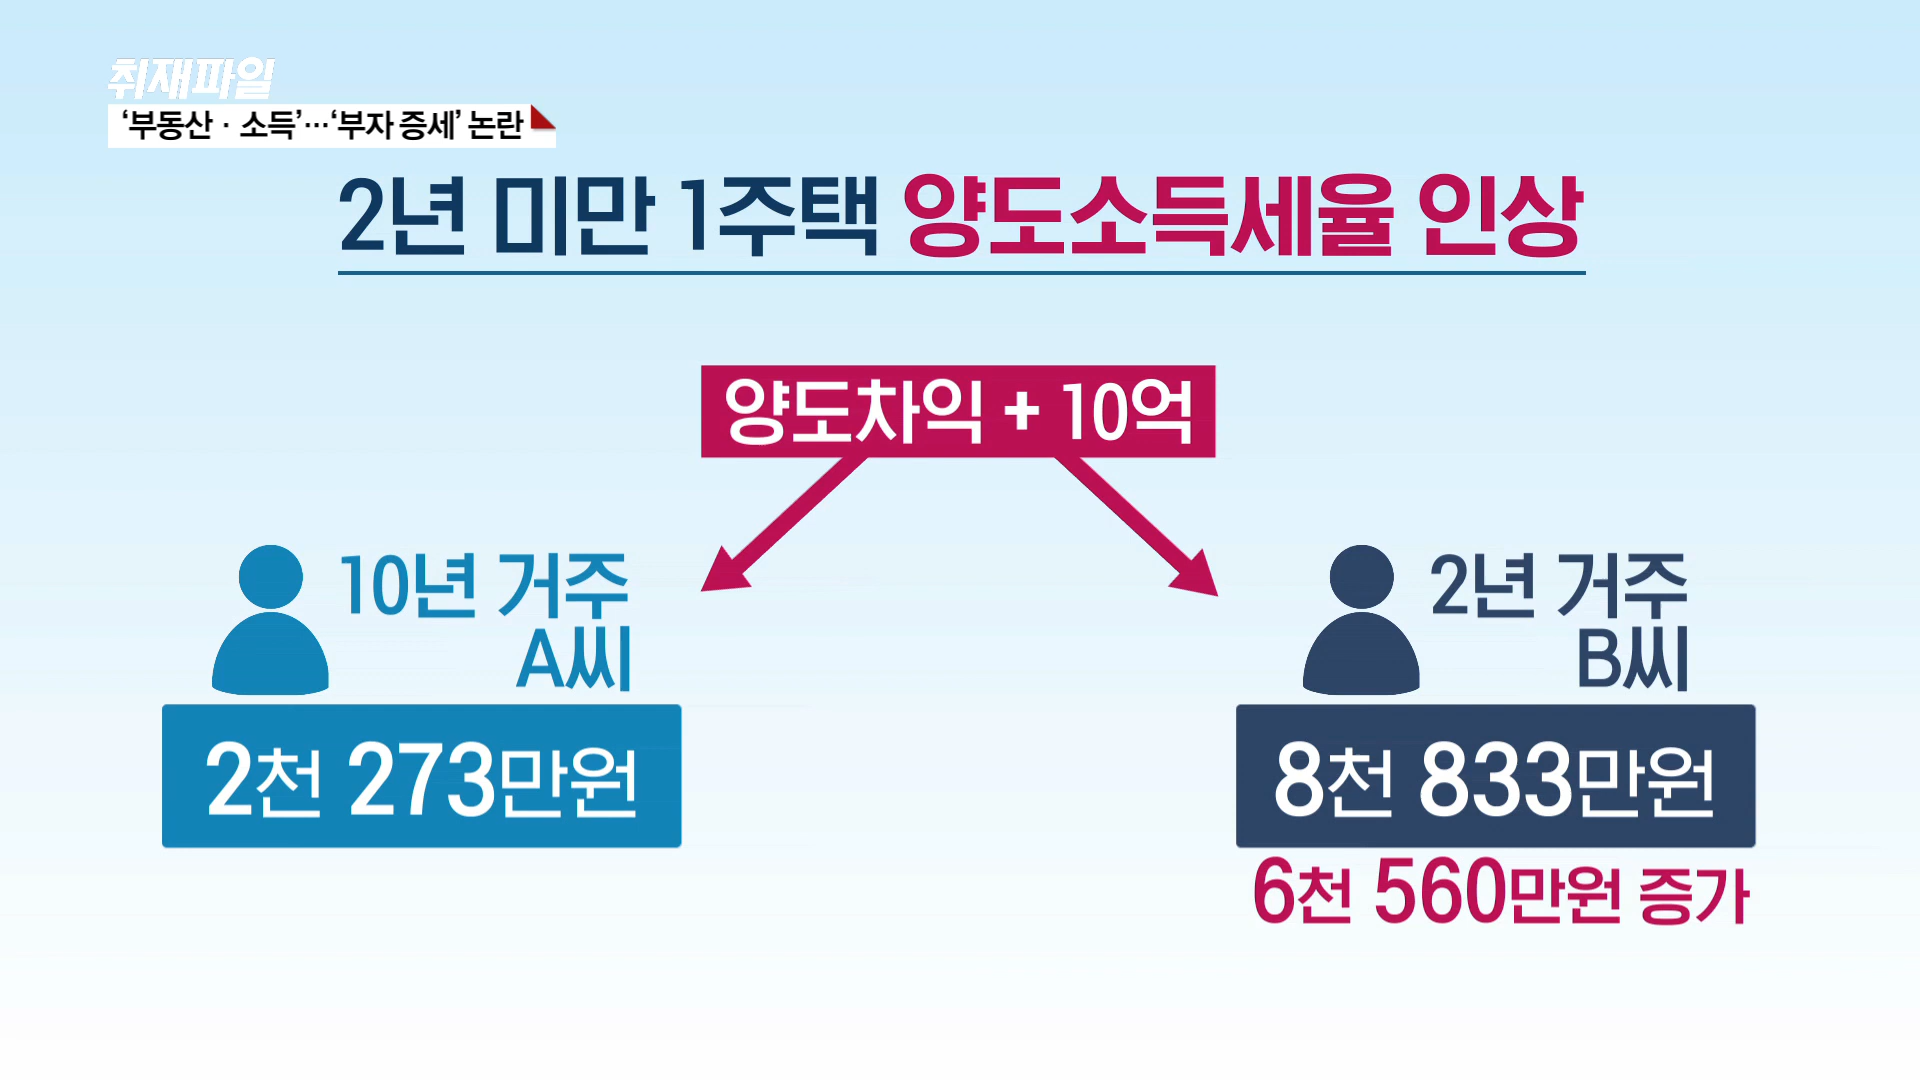 취재파일
‘부동산 · 소득’…‘부자 증세’ 논란
2년 미만 1주택 양도소득세율 인상
양도차익 + 10억
10년 거주
A씨
2천 273만원
2년 거주
B씨
8천 833만원
6천 560만원 증가